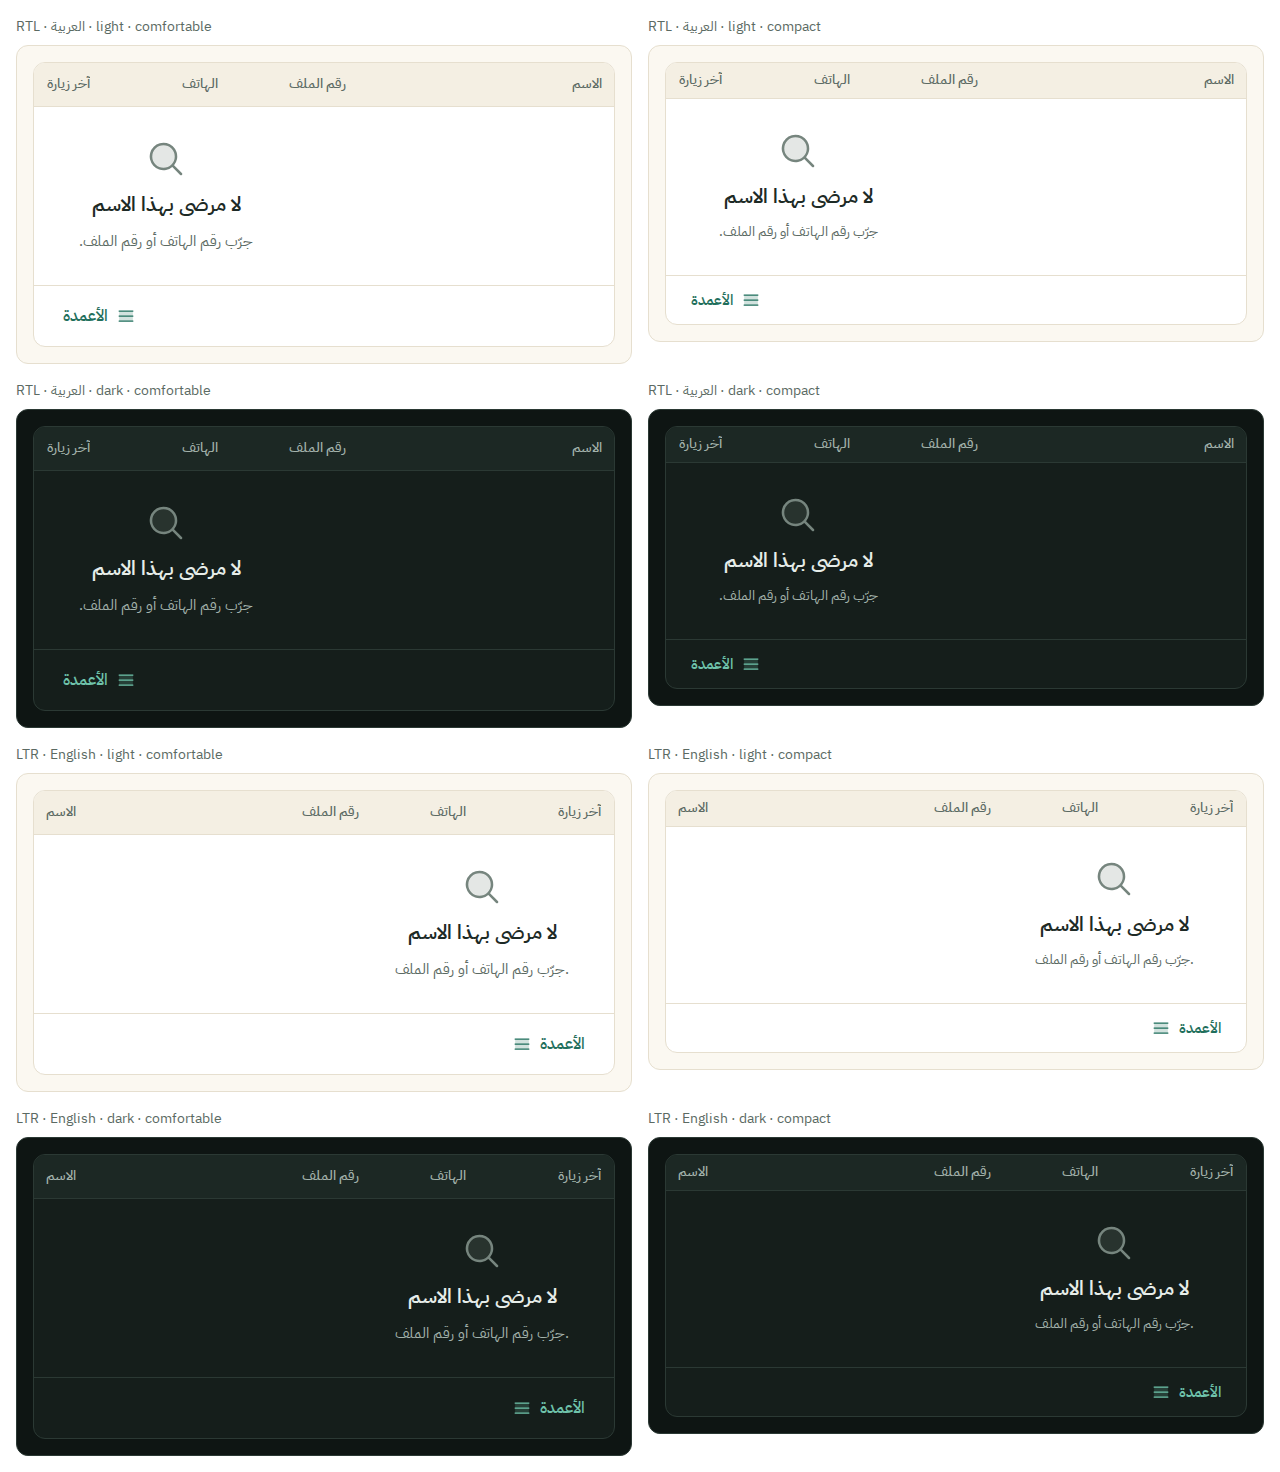 RTL · العربية · light · comfortable
الاسم رقم الملف الهاتف آخر زيارة
لا مرضى بهذا الاسم
جرّب رقم الهاتف أو رقم الملف.
الأعمدة
RTL · العربية · light · compact
الاسم رقم الملف الهاتف آخر زيارة
لا مرضى بهذا الاسم
جرّب رقم الهاتف أو رقم الملف.
الأعمدة
RTL · العربية · dark · comfortable
الاسم رقم الملف الهاتف آخر زيارة
لا مرضى بهذا الاسم
جرّب رقم الهاتف أو رقم الملف.
الأعمدة
RTL · العربية · dark · compact
الاسم رقم الملف الهاتف آخر زيارة
لا مرضى بهذا الاسم
جرّب رقم الهاتف أو رقم الملف.
الأعمدة
LTR · English · light · comfortable
الاسم رقم الملف الهاتف آخر زيارة
لا مرضى بهذا الاسم
جرّب رقم الهاتف أو رقم الملف.
الأعمدة
LTR · English · light · compact
الاسم رقم الملف الهاتف آخر زيارة
لا مرضى بهذا الاسم
جرّب رقم الهاتف أو رقم الملف.
الأعمدة
LTR · English · dark · comfortable
الاسم رقم الملف الهاتف آخر زيارة
لا مرضى بهذا الاسم
جرّب رقم الهاتف أو رقم الملف.
الأعمدة
LTR · English · dark · compact
الاسم رقم الملف الهاتف آخر زيارة
لا مرضى بهذا الاسم
جرّب رقم الهاتف أو رقم الملف.
الأعمدة